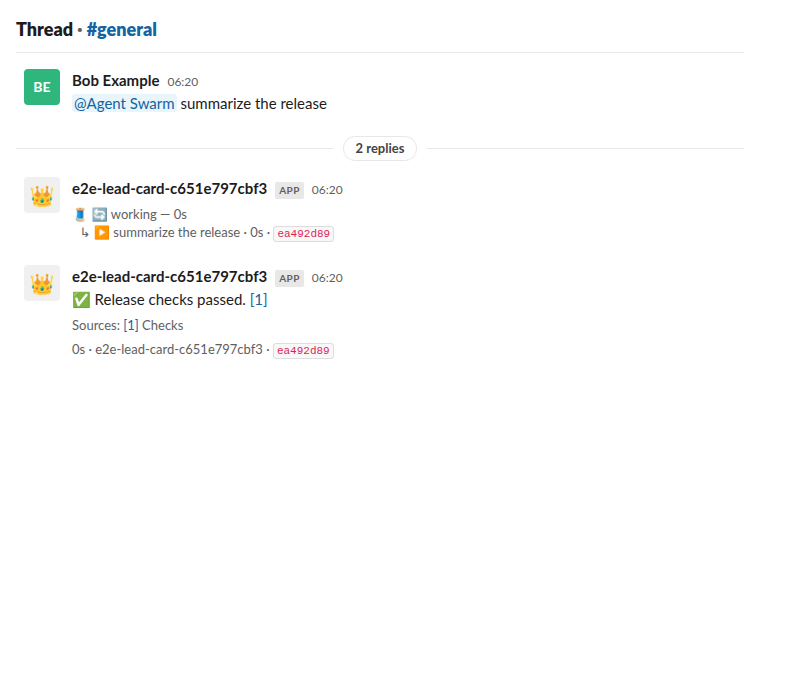 Thread • #general
BE
Bob Example 06:20
@Agent Swarm summarize the release
2 replies
e2e-lead-card-c651e797cbf3 APP 06:20
🧵 🔄 working — 0s
↳ ▶️ summarize the release · 0s · ea492d89
e2e-lead-card-c651e797cbf3 APP 06:20
✅ Release checks passed. [1]
Sources: [1] Checks
0s · e2e-lead-card-c651e797cbf3 · ea492d89